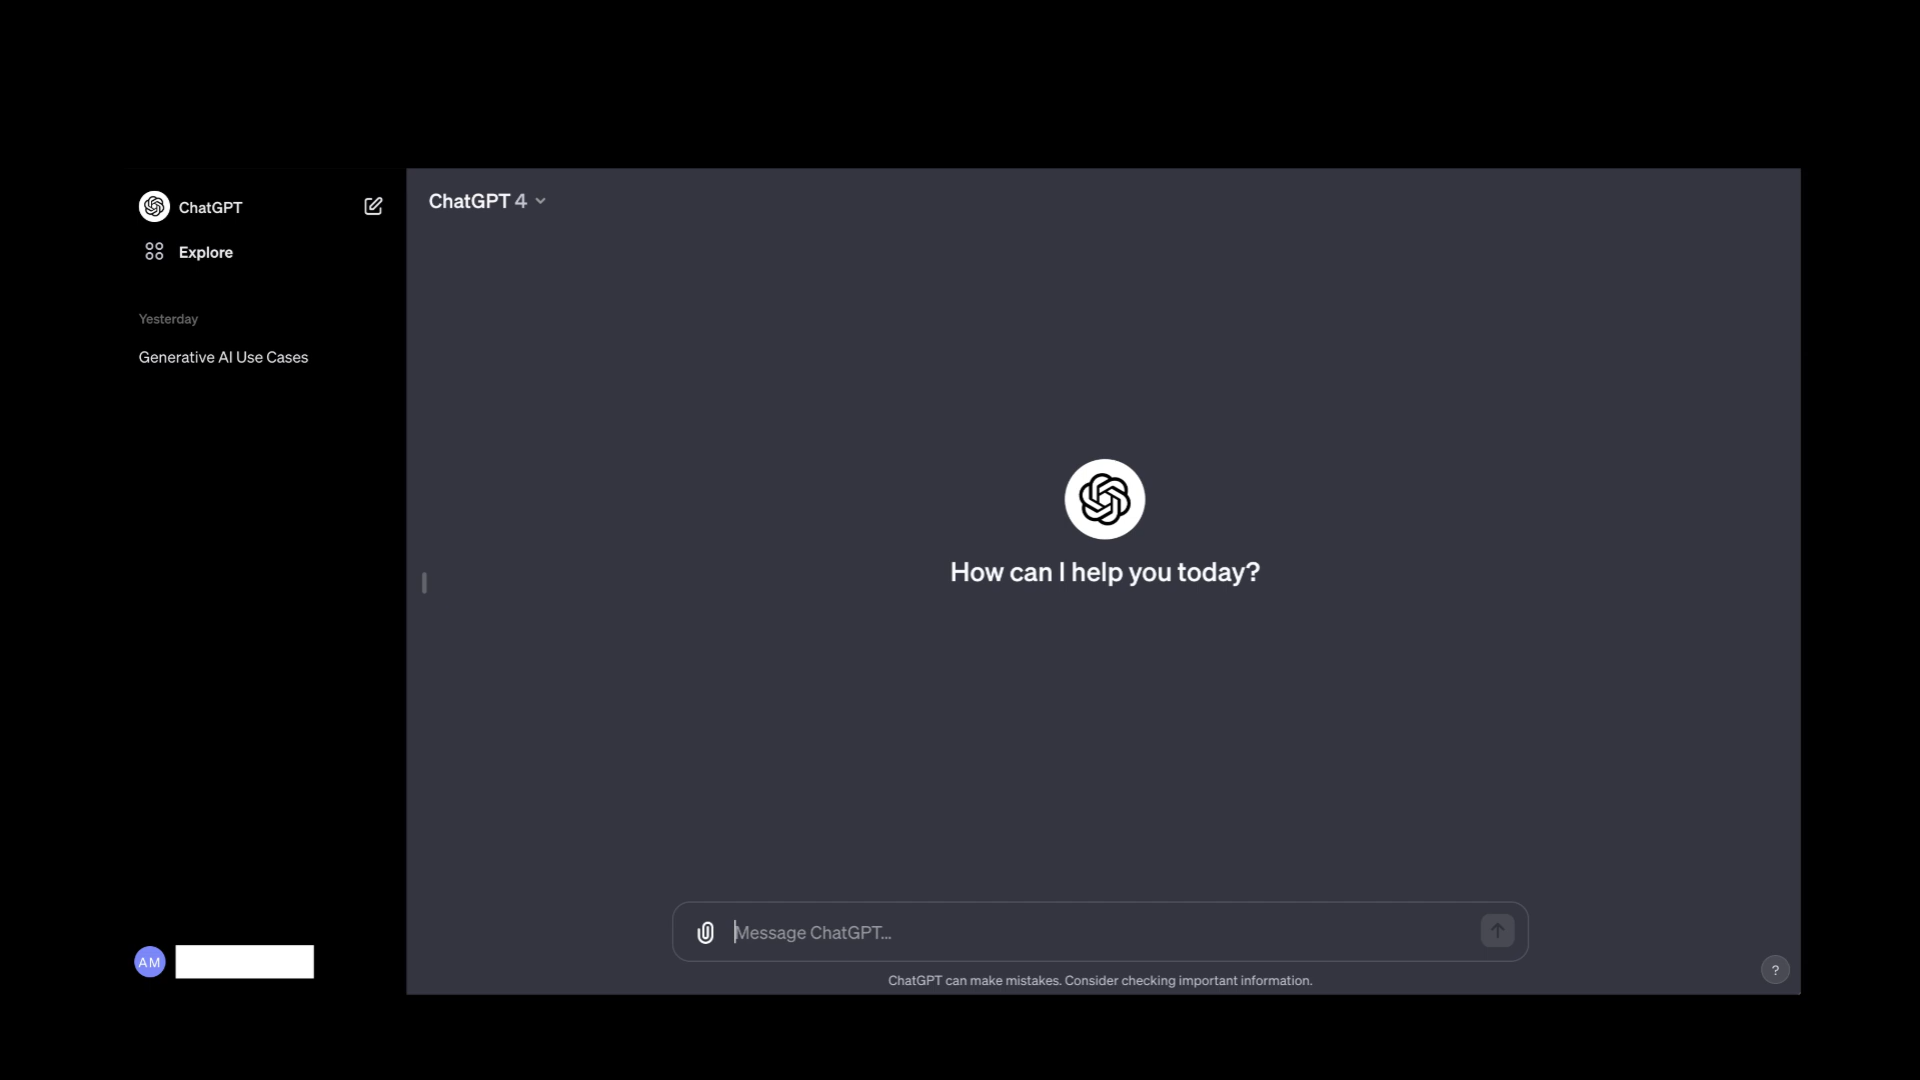 ChatGPT
Explore
Yesterday
Generative AI Use Cases
AM
ChatGPT 4
How can I help you today?
Message ChatGPT...
ChatGPT can make mistakes. Consider checking important information.
?